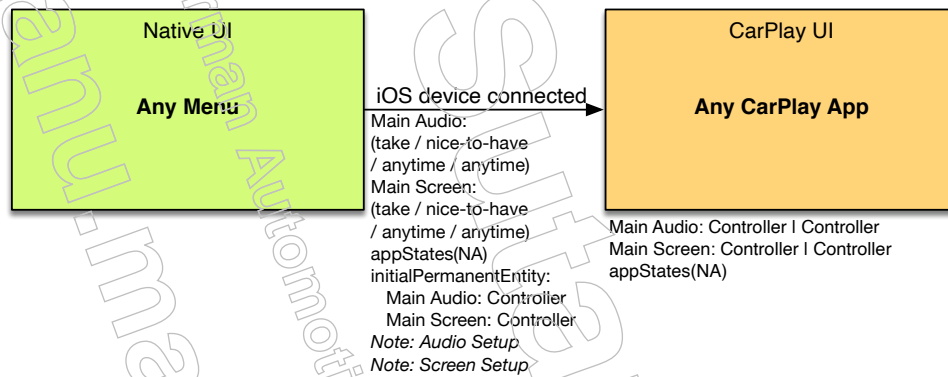 Native UI
Any Menu
iOS device connected
Main Audio:
(take / nice-to-have
/ anytime / anytime)
Main Screen:
(take / nice-to-have
/ anytime / anytime)
appStates(NA)
initialPermanentEntity:
Main Audio: Controller
Main Screen: Controller
Note: Audio Setup
Note: Screen Setup
CarPlay UI
Any CarPlay App
Main Audio: Controller | Controller
Main Screen: Controller | Controller
appStates(NA)